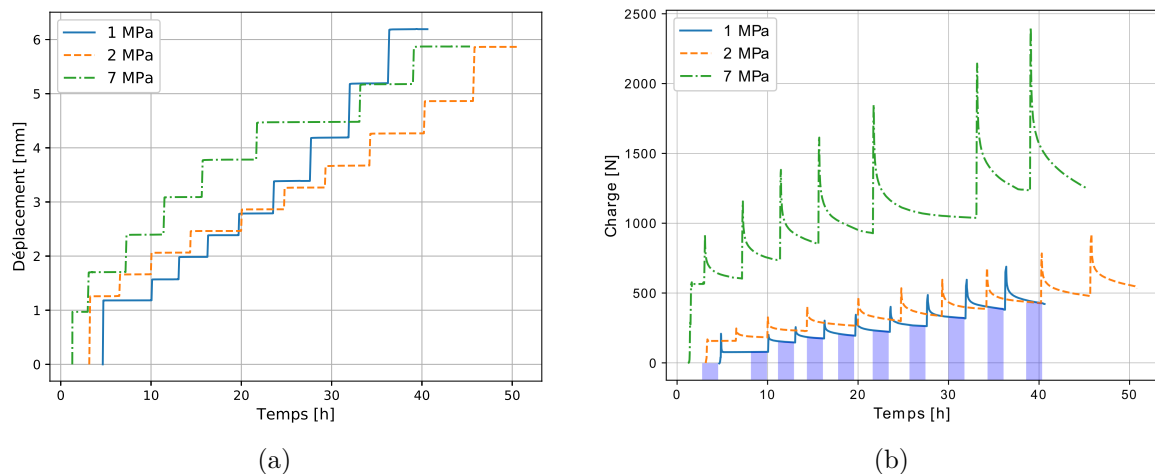 1 MPa
2 MPa
7 MPa
Déplacement [mm]
6
5
4
3
2
1
0
0 10 20 30 40 50
Temps [h]
(a)
1 MPa
2 MPa
7 MPa
Charge [N]
2500
2000
1500
1000
500
0
0 10 20 30 40 50
Temps [h]
(b)